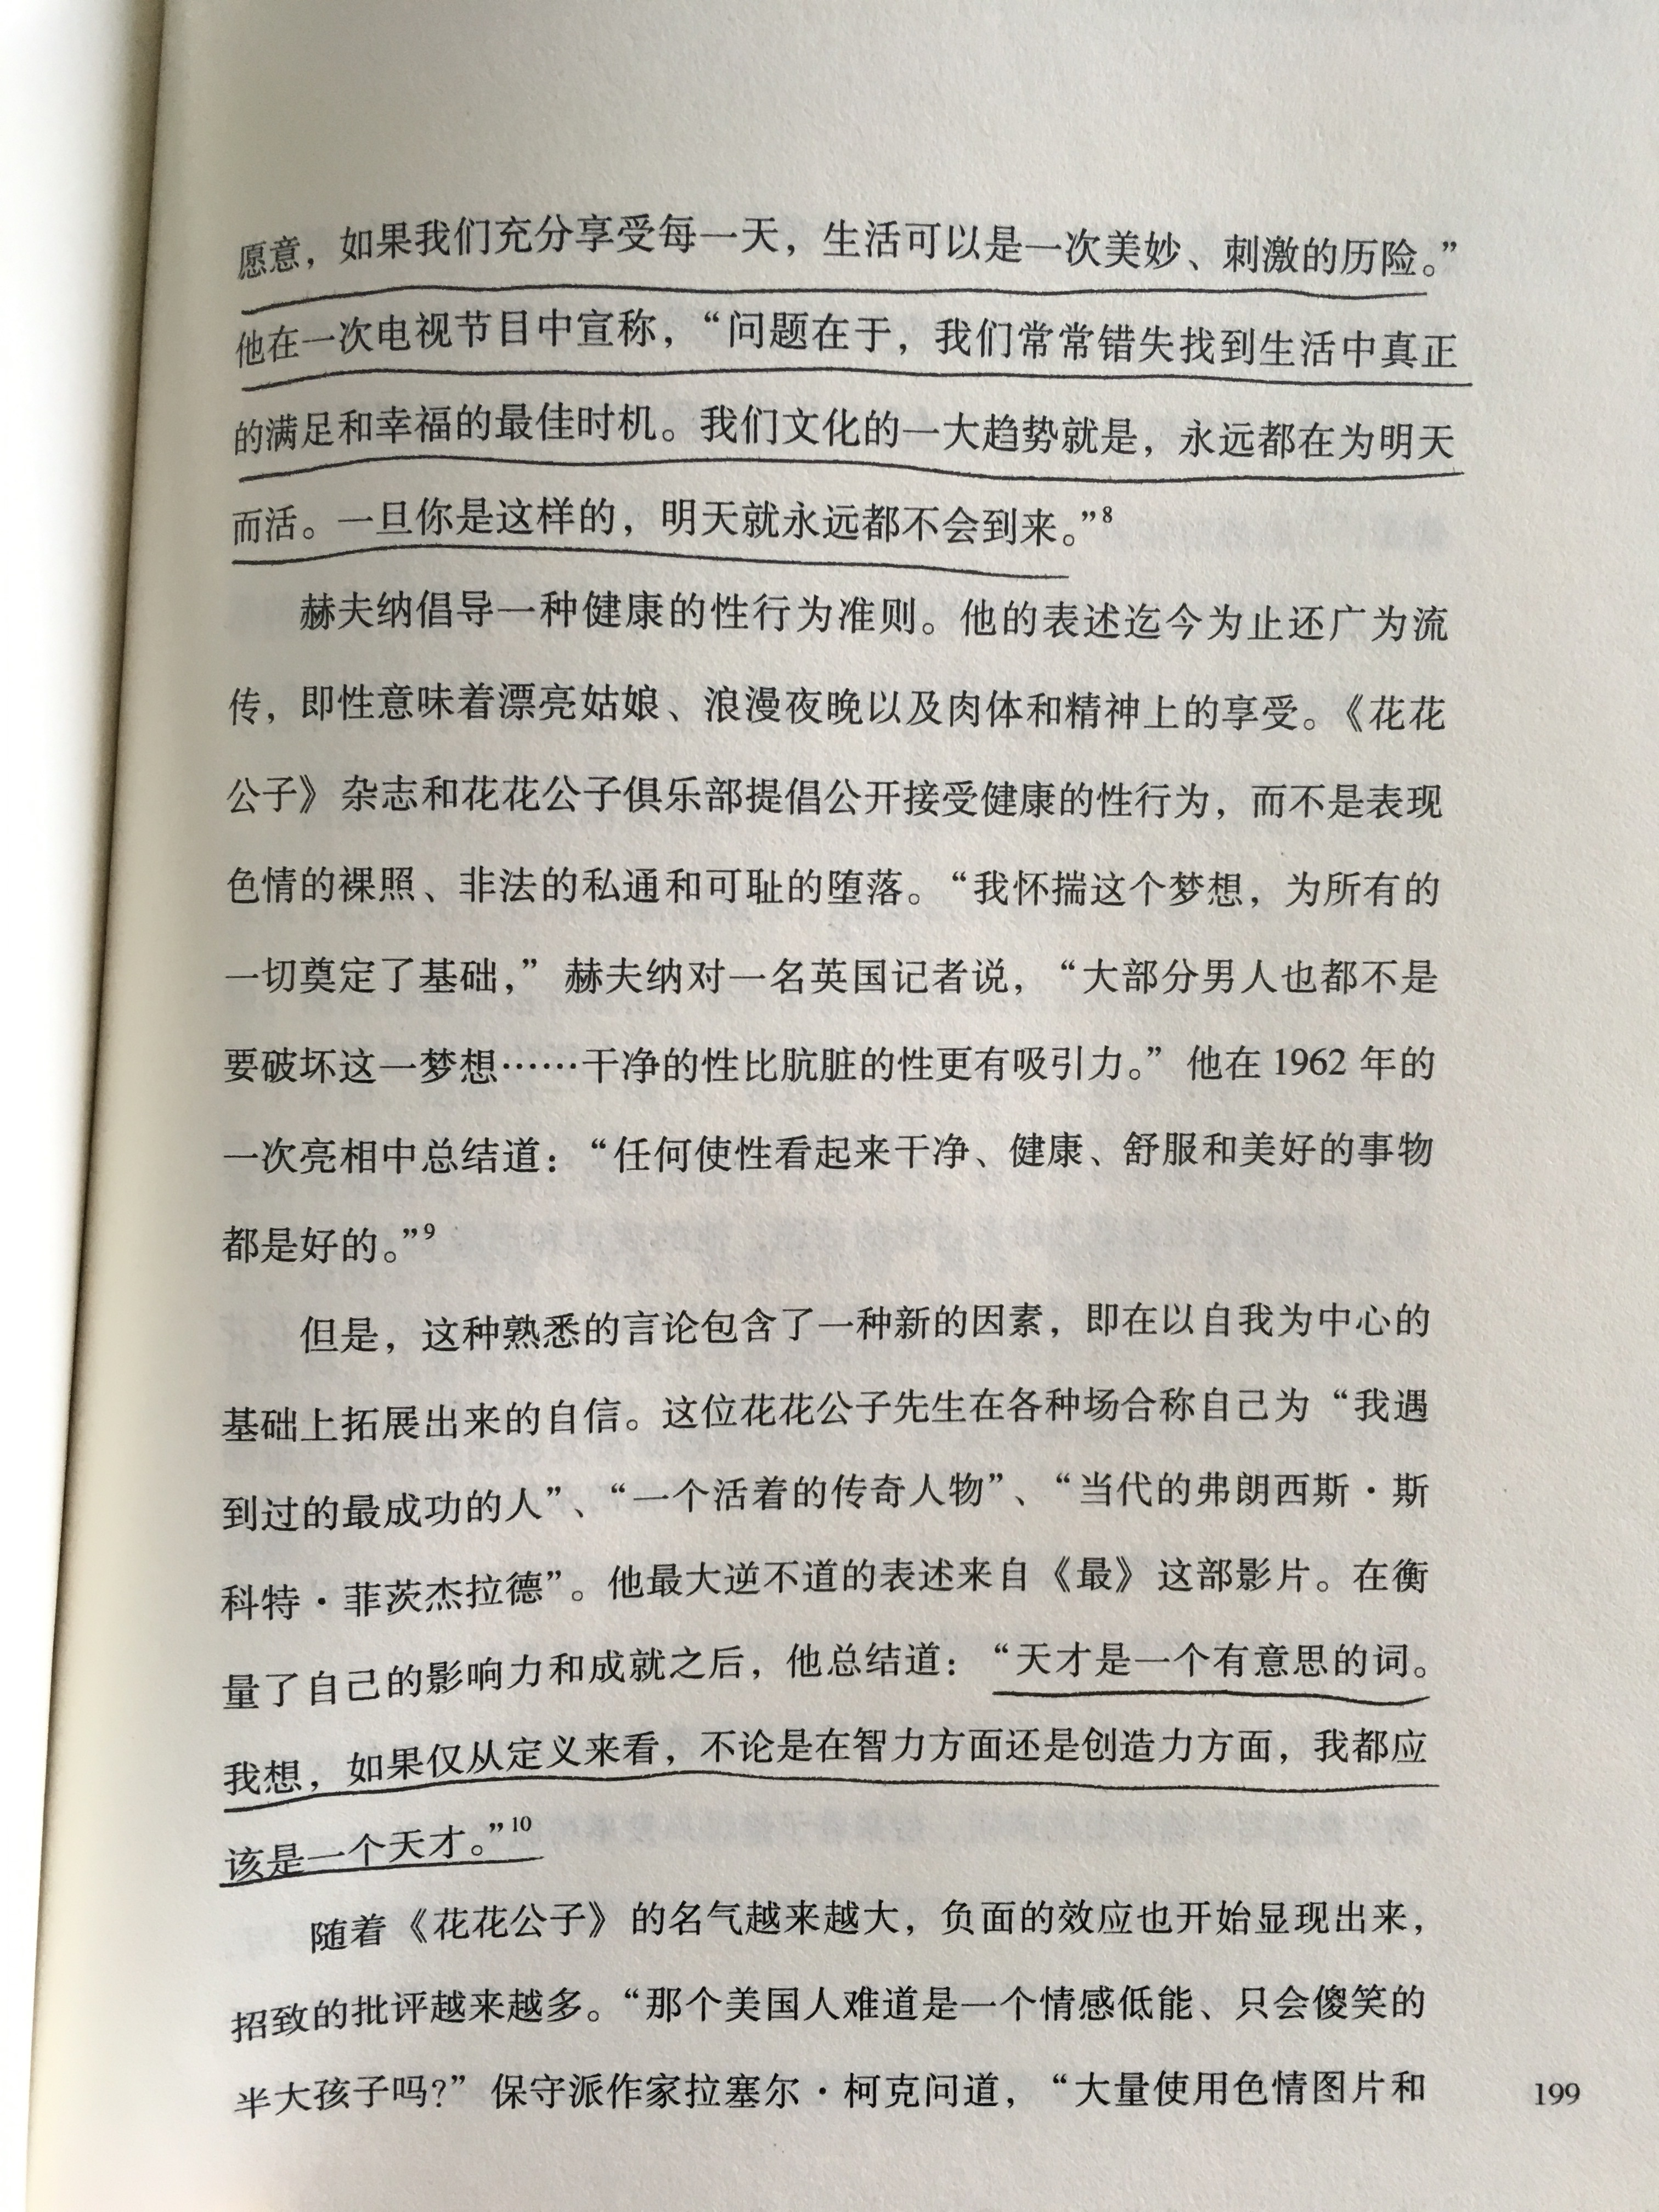 愿意，如果我们充分享受每一天，生活可以是一次美妙、刺激的历险。”
他在一次电视节目中宣称，“问题在于，我们常常错失找到生活中真正
的满足和幸福的最佳时机。我们文化的一大趋势就是，永远都在为明天
而活。一旦你是这样的，明天就永远都不会到来。”8
赫夫纳倡导一种健康的性行为准则。他的表述迄今为止还广为流
传，即性意味着漂亮姑娘、浪漫夜晚以及肉体和精神上的享受。《花花
公子》杂志和花花公子俱乐部提倡公开接受健康的性行为，而不是表现
色情的裸照、非法的私通和可耻的堕落。“我怀揣这个梦想，为所有的
一切奠定了基础，”赫夫纳对一名英国记者说，“大部分男人也都不是
要破坏这一梦想……干净的性比肮脏的性更有吸引力。”他在 1962 年的
一次亮相中总结道：“任何使性看起来干净、健康、舒服和美好的事物
都是好的。”9
但是，这种熟悉的言论包含了一种新的因素，即在以自我为中心的
基础上拓展出来的自信。这位花花公子先生在各种场合称自己为“我遇
到过的最成功的人”、“一个活着的传奇人物”、“当代的弗朗西斯·斯
科特·菲茨杰拉德”。他最大逆不道的表述来自《最》这部影片。在衡
量了自己的影响力和成就之后，他总结道：“天才是一个有意思的词。
我想，如果仅从定义来看，不论是在智力方面还是创造力方面，我都应
该是一个天才。”10
随着《花花公子》的名气越来越大，负面的效应也开始显现出来，
招致的批评越来越多。“那个美国人难道是一个情感低能、只会傻笑的
半大孩子吗？”保守派作家拉塞尔·柯克问道，“大量使用色情图片和
199